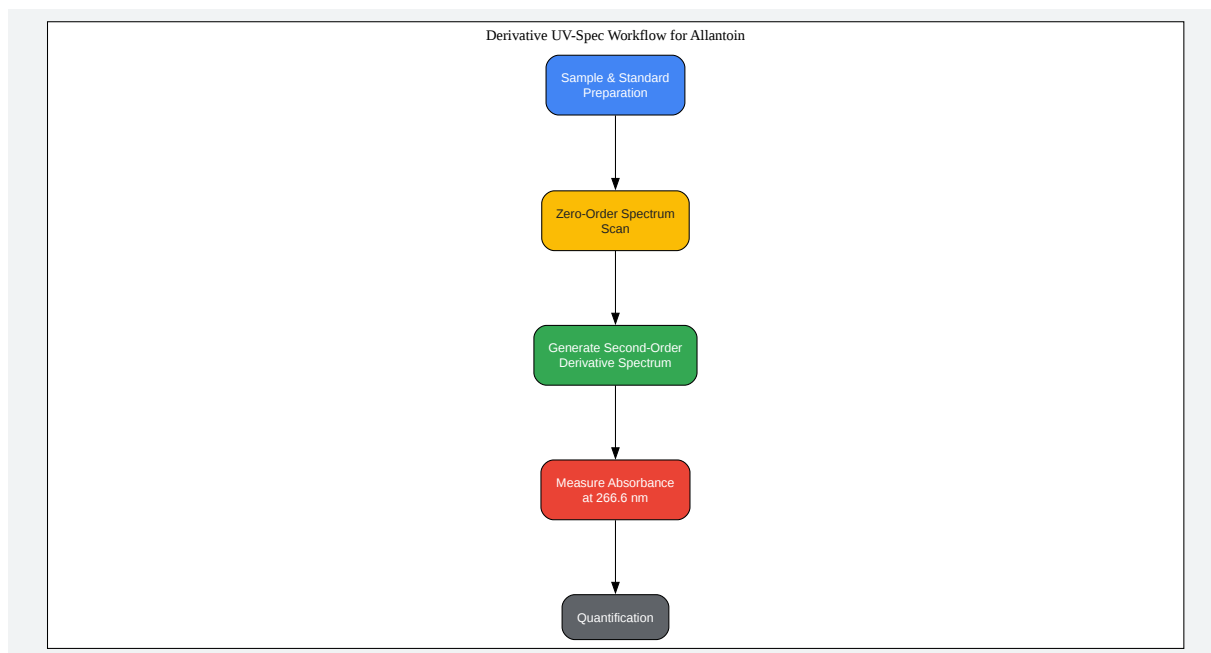 Derivative UV-Spec Workflow for Allantoin
Sample & Standard
Preparation
Zero-Order Spectrum
Scan
Generate Second-Order
Derivative Spectrum
Measure Absorbance
at 266.6 nm
Quantification